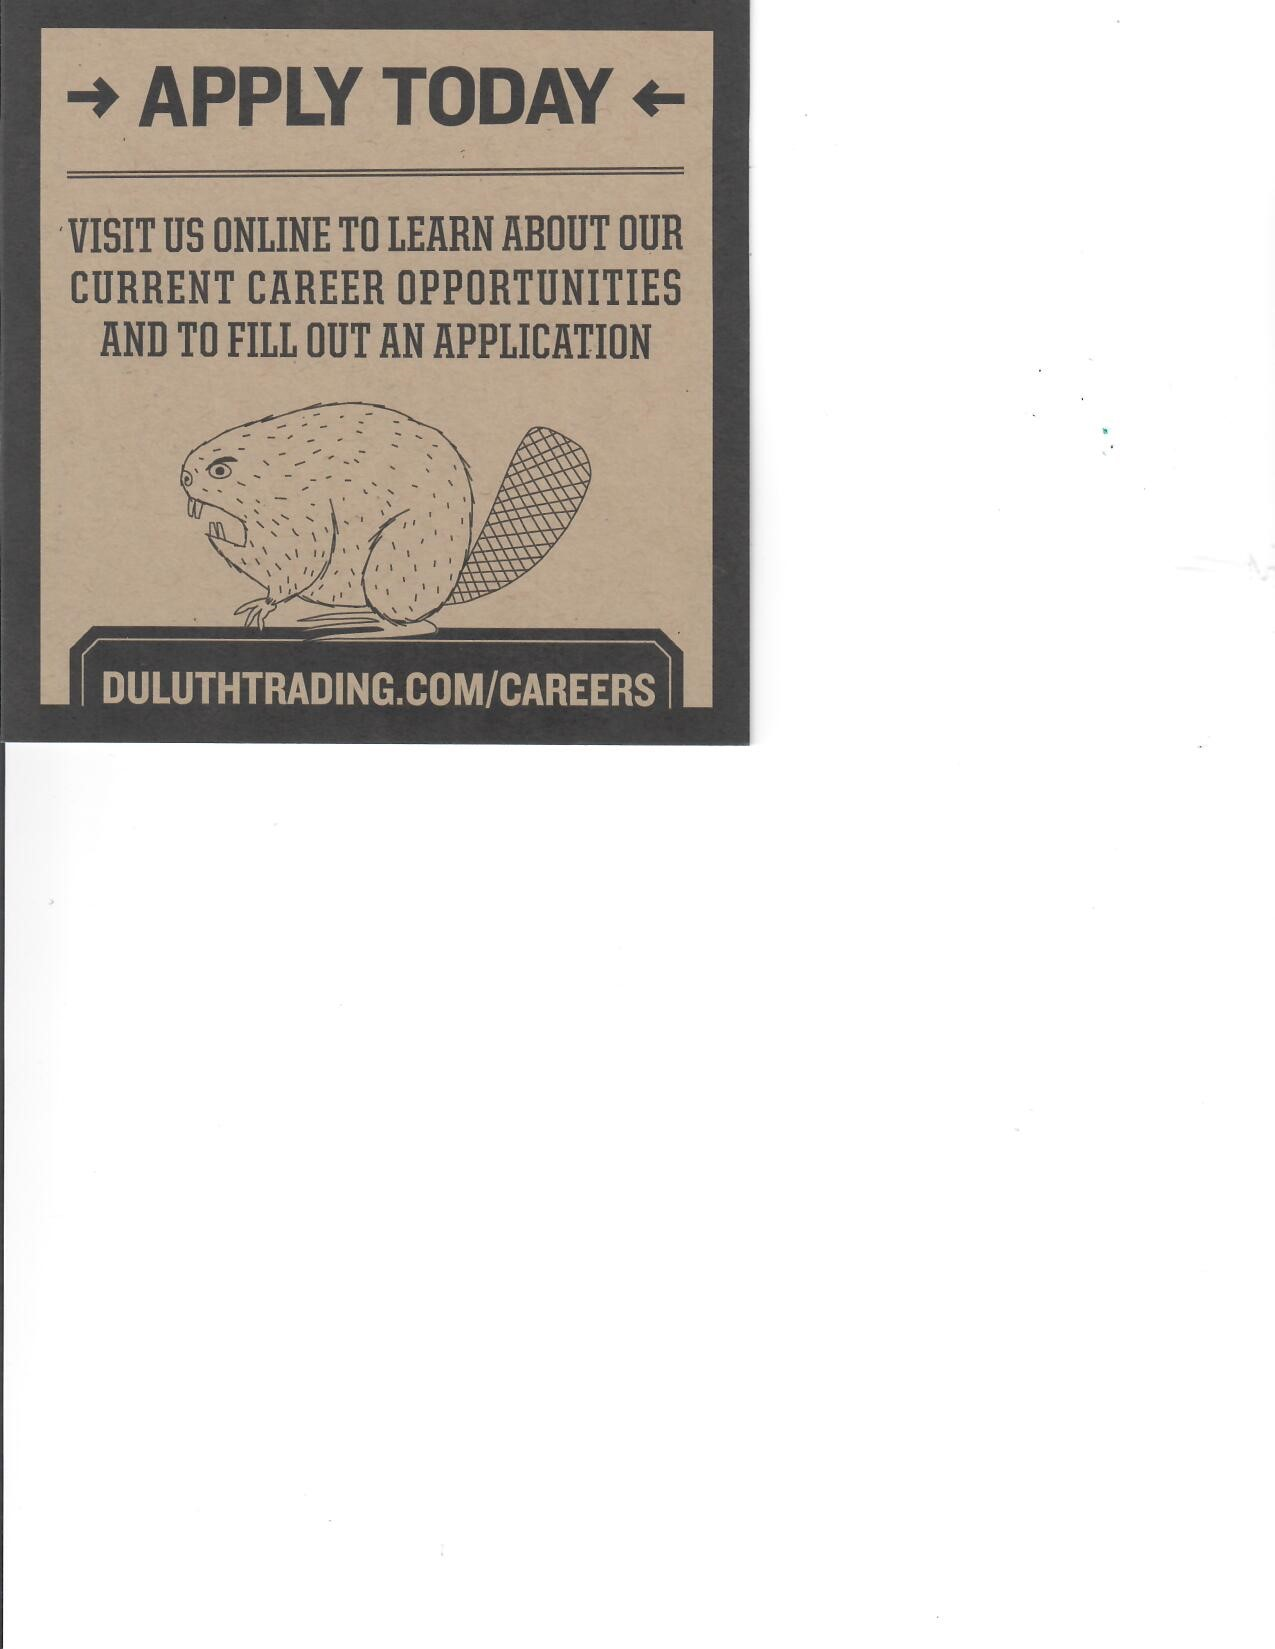 → APPLY TODAY ←
VISIT US ONLINE TO LEARN ABOUT OUR
CURRENT CAREER OPPORTUNITIES
AND TO FILL OUT AN APPLICATION
DULUTHTRADING.COM/CAREERS